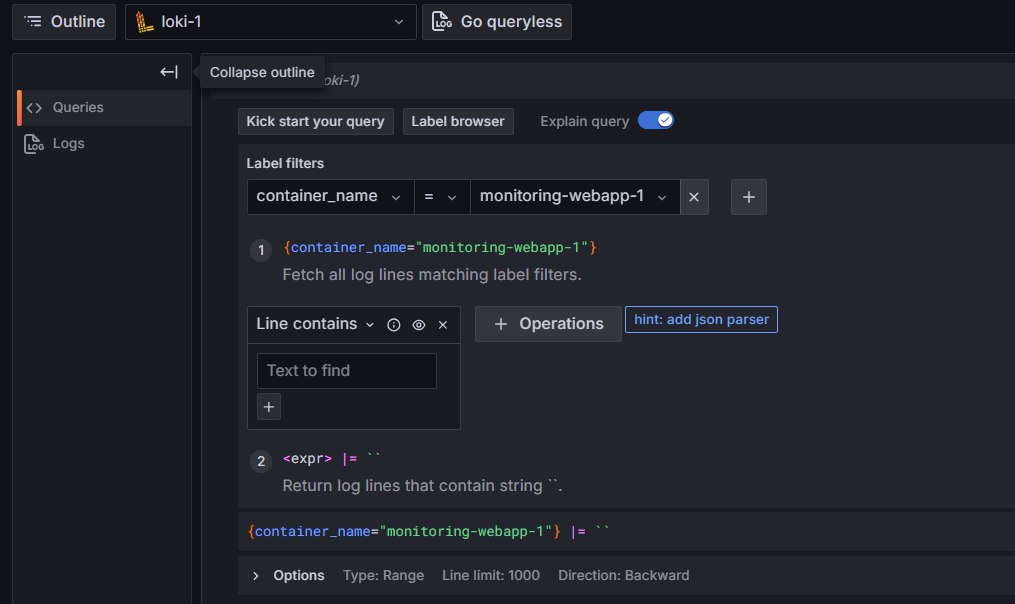 Outline
loki-1
Go queryless
Collapse outline
oki-1)
Queries
Logs
Kick start your query
Label browser
Explain query
Label filters
container_name
=
monitoring-webapp-1
1
{container_name="monitoring-webapp-1"}
Fetch all log lines matching label filters.
Line contains
+ Operations
hint: add json parser
Text to find
+
2
<expr> |= ``
Return log lines that contain string ``.
{container_name="monitoring-webapp-1"} |= ``
Options Type: Range Line limit: 1000 Direction: Backward